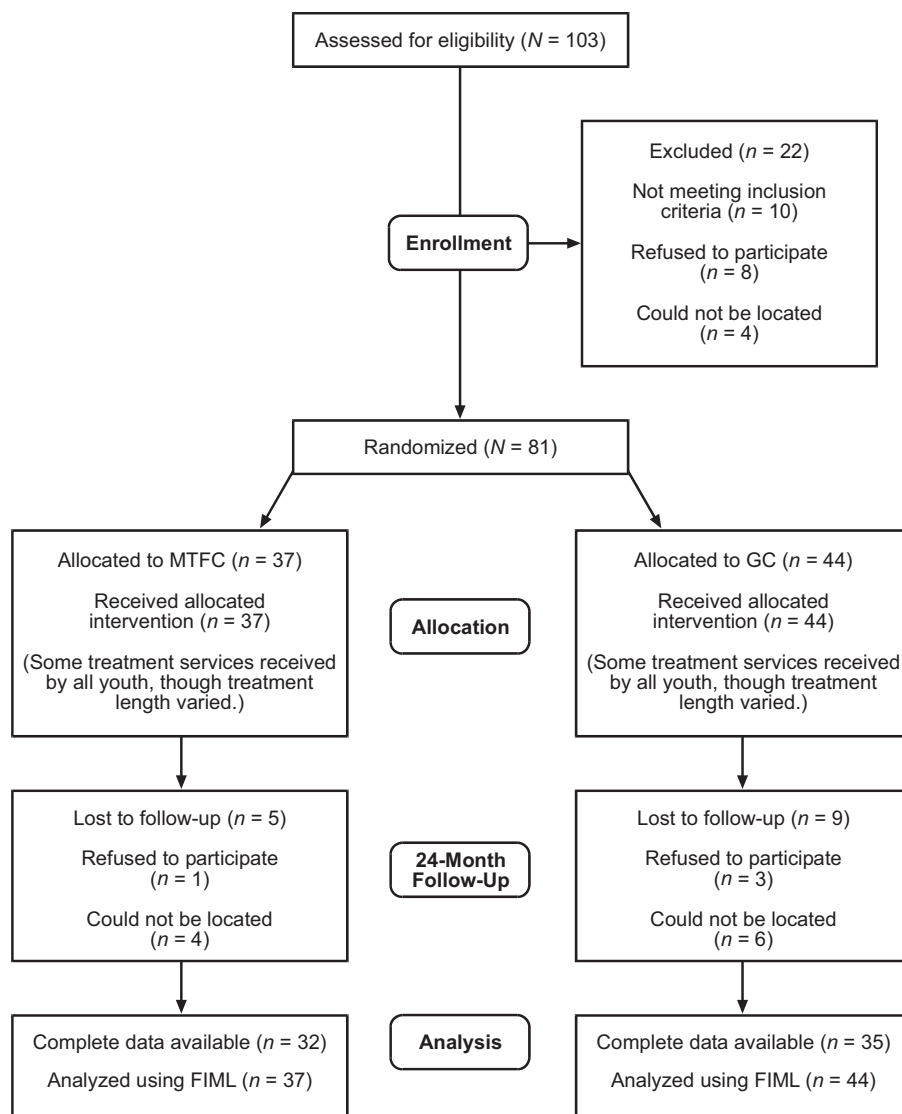 Assessed for eligibility (N = 103)
Excluded (n = 22)
Not meeting inclusion
criteria (n = 10)
Refused to participate
(n = 8)
Could not be located
(n = 4)
Enrollment
Randomized (N = 81)
Allocated to MTFC (n = 37)
Received allocated
intervention (n = 37)
(Some treatment services received
by all youth, though treatment
length varied.)
Allocation
Allocated to GC (n = 44)
Received allocated
intervention (n = 44)
(Some treatment services received
by all youth, though treatment
length varied.)
Lost to follow-up (n = 5)
Refused to participate
(n = 1)
Could not be located
(n = 4)
24-Month
Follow-Up
Lost to follow-up (n = 9)
Refused to participate
(n = 3)
Could not be located
(n = 6)
Complete data available (n = 32)
Analyzed using FIML (n = 37)
Analysis
Complete data available (n = 35)
Analyzed using FIML (n = 44)